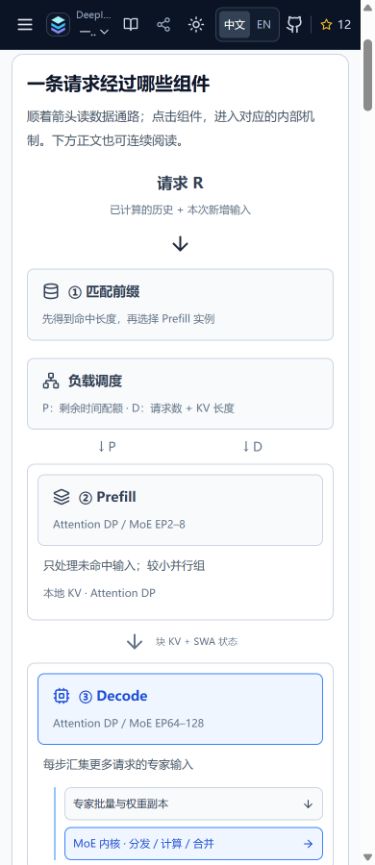 Deepl...
一..
中文
EN
12
一条请求经过哪些组件
顺着箭头读数据通路；点击组件，进入对应的内部机
制。下方正文也可连续阅读。
请求 R
已计算的历史 + 本次新增输入
① 匹配前缀
先得到命中长度，再选择 Prefill 实例
负载调度
P：剩余时间配额 · D：请求数 + KV 长度
↓ P
↓ D
② Prefill
Attention DP / MoE EP2–8
只处理未命中输入；较小并行组
本地 KV · Attention DP
块 KV + SWA 状态
③ Decode
Attention DP / MoE EP64–128
每步汇集更多请求的专家输入
专家批量与权重副本
↓
MoE 内核 · 分发 / 计算 / 合并
→